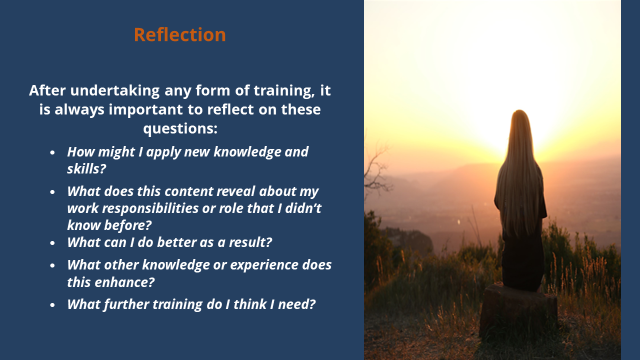 Reflection
After undertaking any form of training, it
is always important to reflect on these
questions:
• How might I apply new knowledge and
skills?
• What does this content reveal about my
work responsibilities or role that I didn't
know before?
• What can I do better as a result?
• What other knowledge or experience does
this enhance?
• What further training do I think I need?